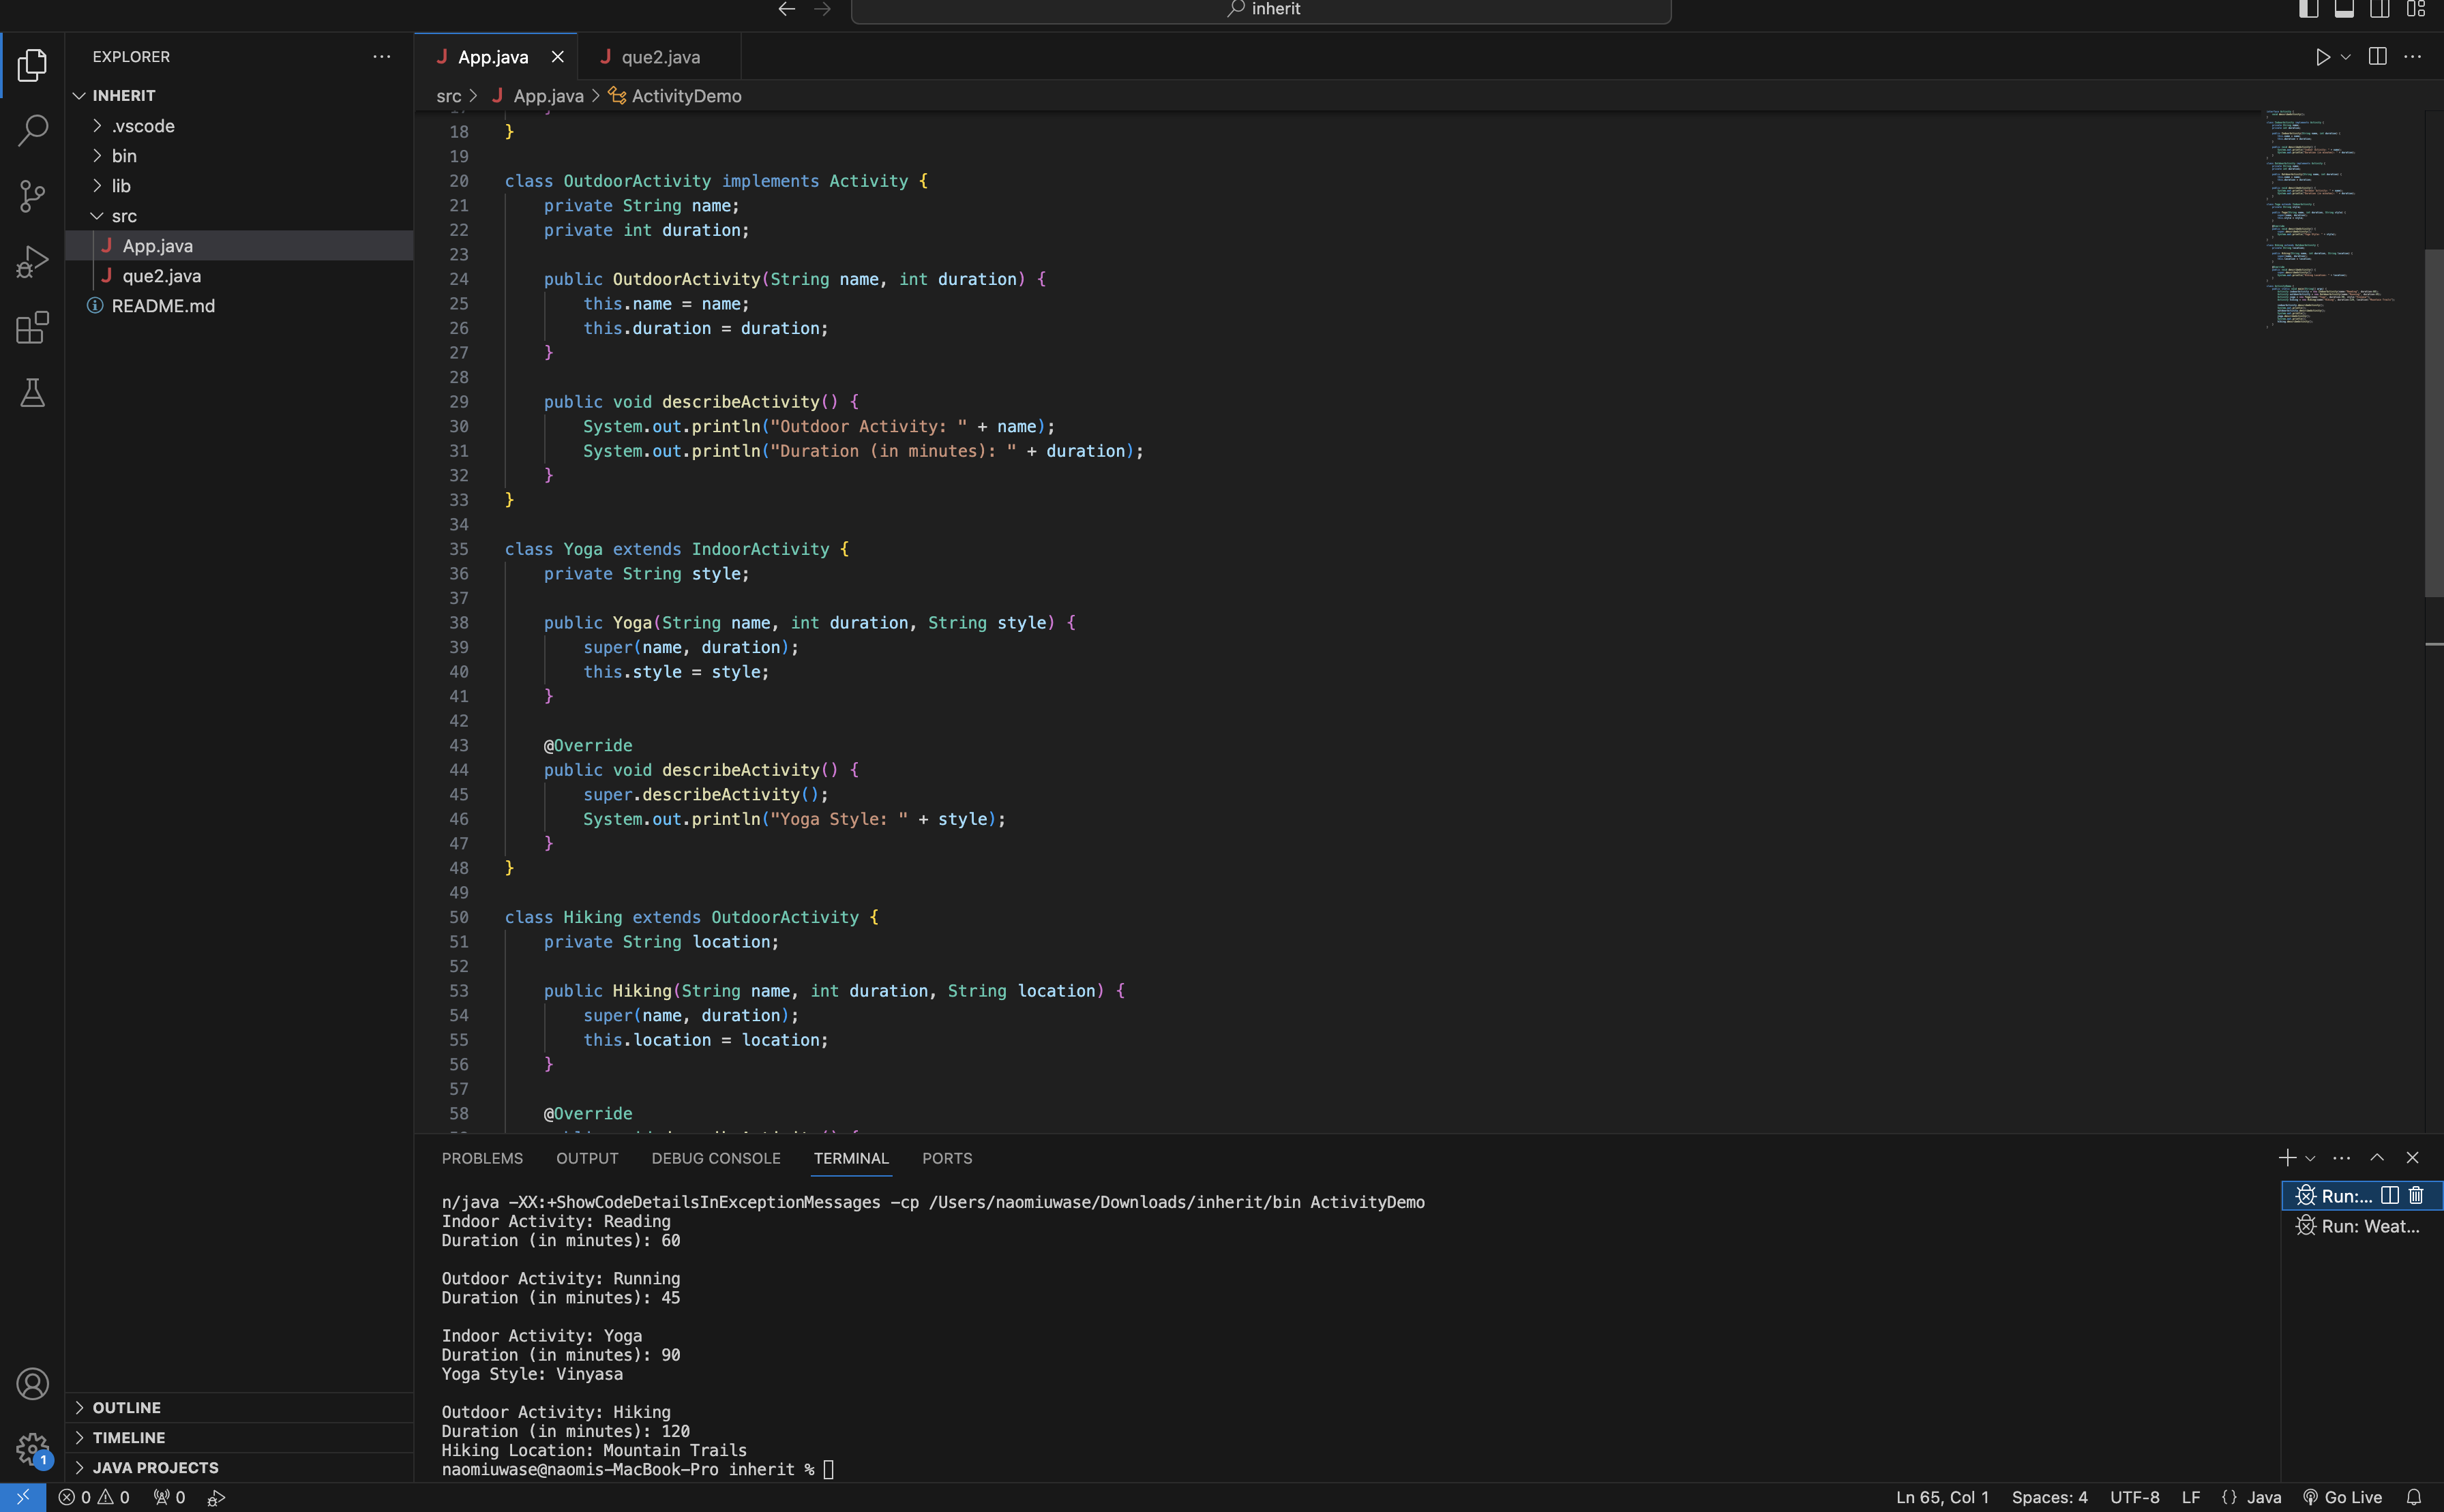 inherit
EXPLORER
App.java
que2.java
src > App.java > ActivityDemo
INHERIT
.vscode
bin
lib
src
App.java
que2.java
README.md
18 }
19
20 class OutdoorActivity implements Activity {
21 private String name;
22 private int duration;
23
24 public OutdoorActivity(String name, int duration) {
25 this.name = name;
26 this.duration = duration;
27 }
28
29 public void describeActivity() {
30 System.out.println("Outdoor Activity: " + name);
31 System.out.println("Duration (in minutes): " + duration);
32 }
33 }
34
35 class Yoga extends IndoorActivity {
36 private String style;
37
38 public Yoga(String name, int duration, String style) {
39 super(name, duration);
40 this.style = style;
41 }
42
43 @Override
44 public void describeActivity() {
45 super.describeActivity();
46 System.out.println("Yoga Style: " + style);
47 }
48 }
49
50 class Hiking extends OutdoorActivity {
51 private String location;
52
53 public Hiking(String name, int duration, String location) {
54 super(name, duration);
55 this.location = location;
56 }
57
58 @Override
PROBLEMS OUTPUT DEBUG CONSOLE TERMINAL PORTS
n/java -XX:+ShowCodeDetailsInExceptionMessages -cp /Users/naomiuwase/Downloads/inherit/bin ActivityDemo
Indoor Activity: Reading
Duration (in minutes): 60
Outdoor Activity: Running
Duration (in minutes): 45
Indoor Activity: Yoga
Duration (in minutes): 90
Yoga Style: Vinyasa
Outdoor Activity: Hiking
Duration (in minutes): 120
Hiking Location: Mountain Trails
naomiuwase@naomis-MacBook-Pro inherit %
Run:...
Run: Weat...
OUTLINE
TIMELINE
JAVA PROJECTS
1
0 0 0
Ln 65, Col 1 Spaces: 4 UTF-8 LF {} Java Go Live